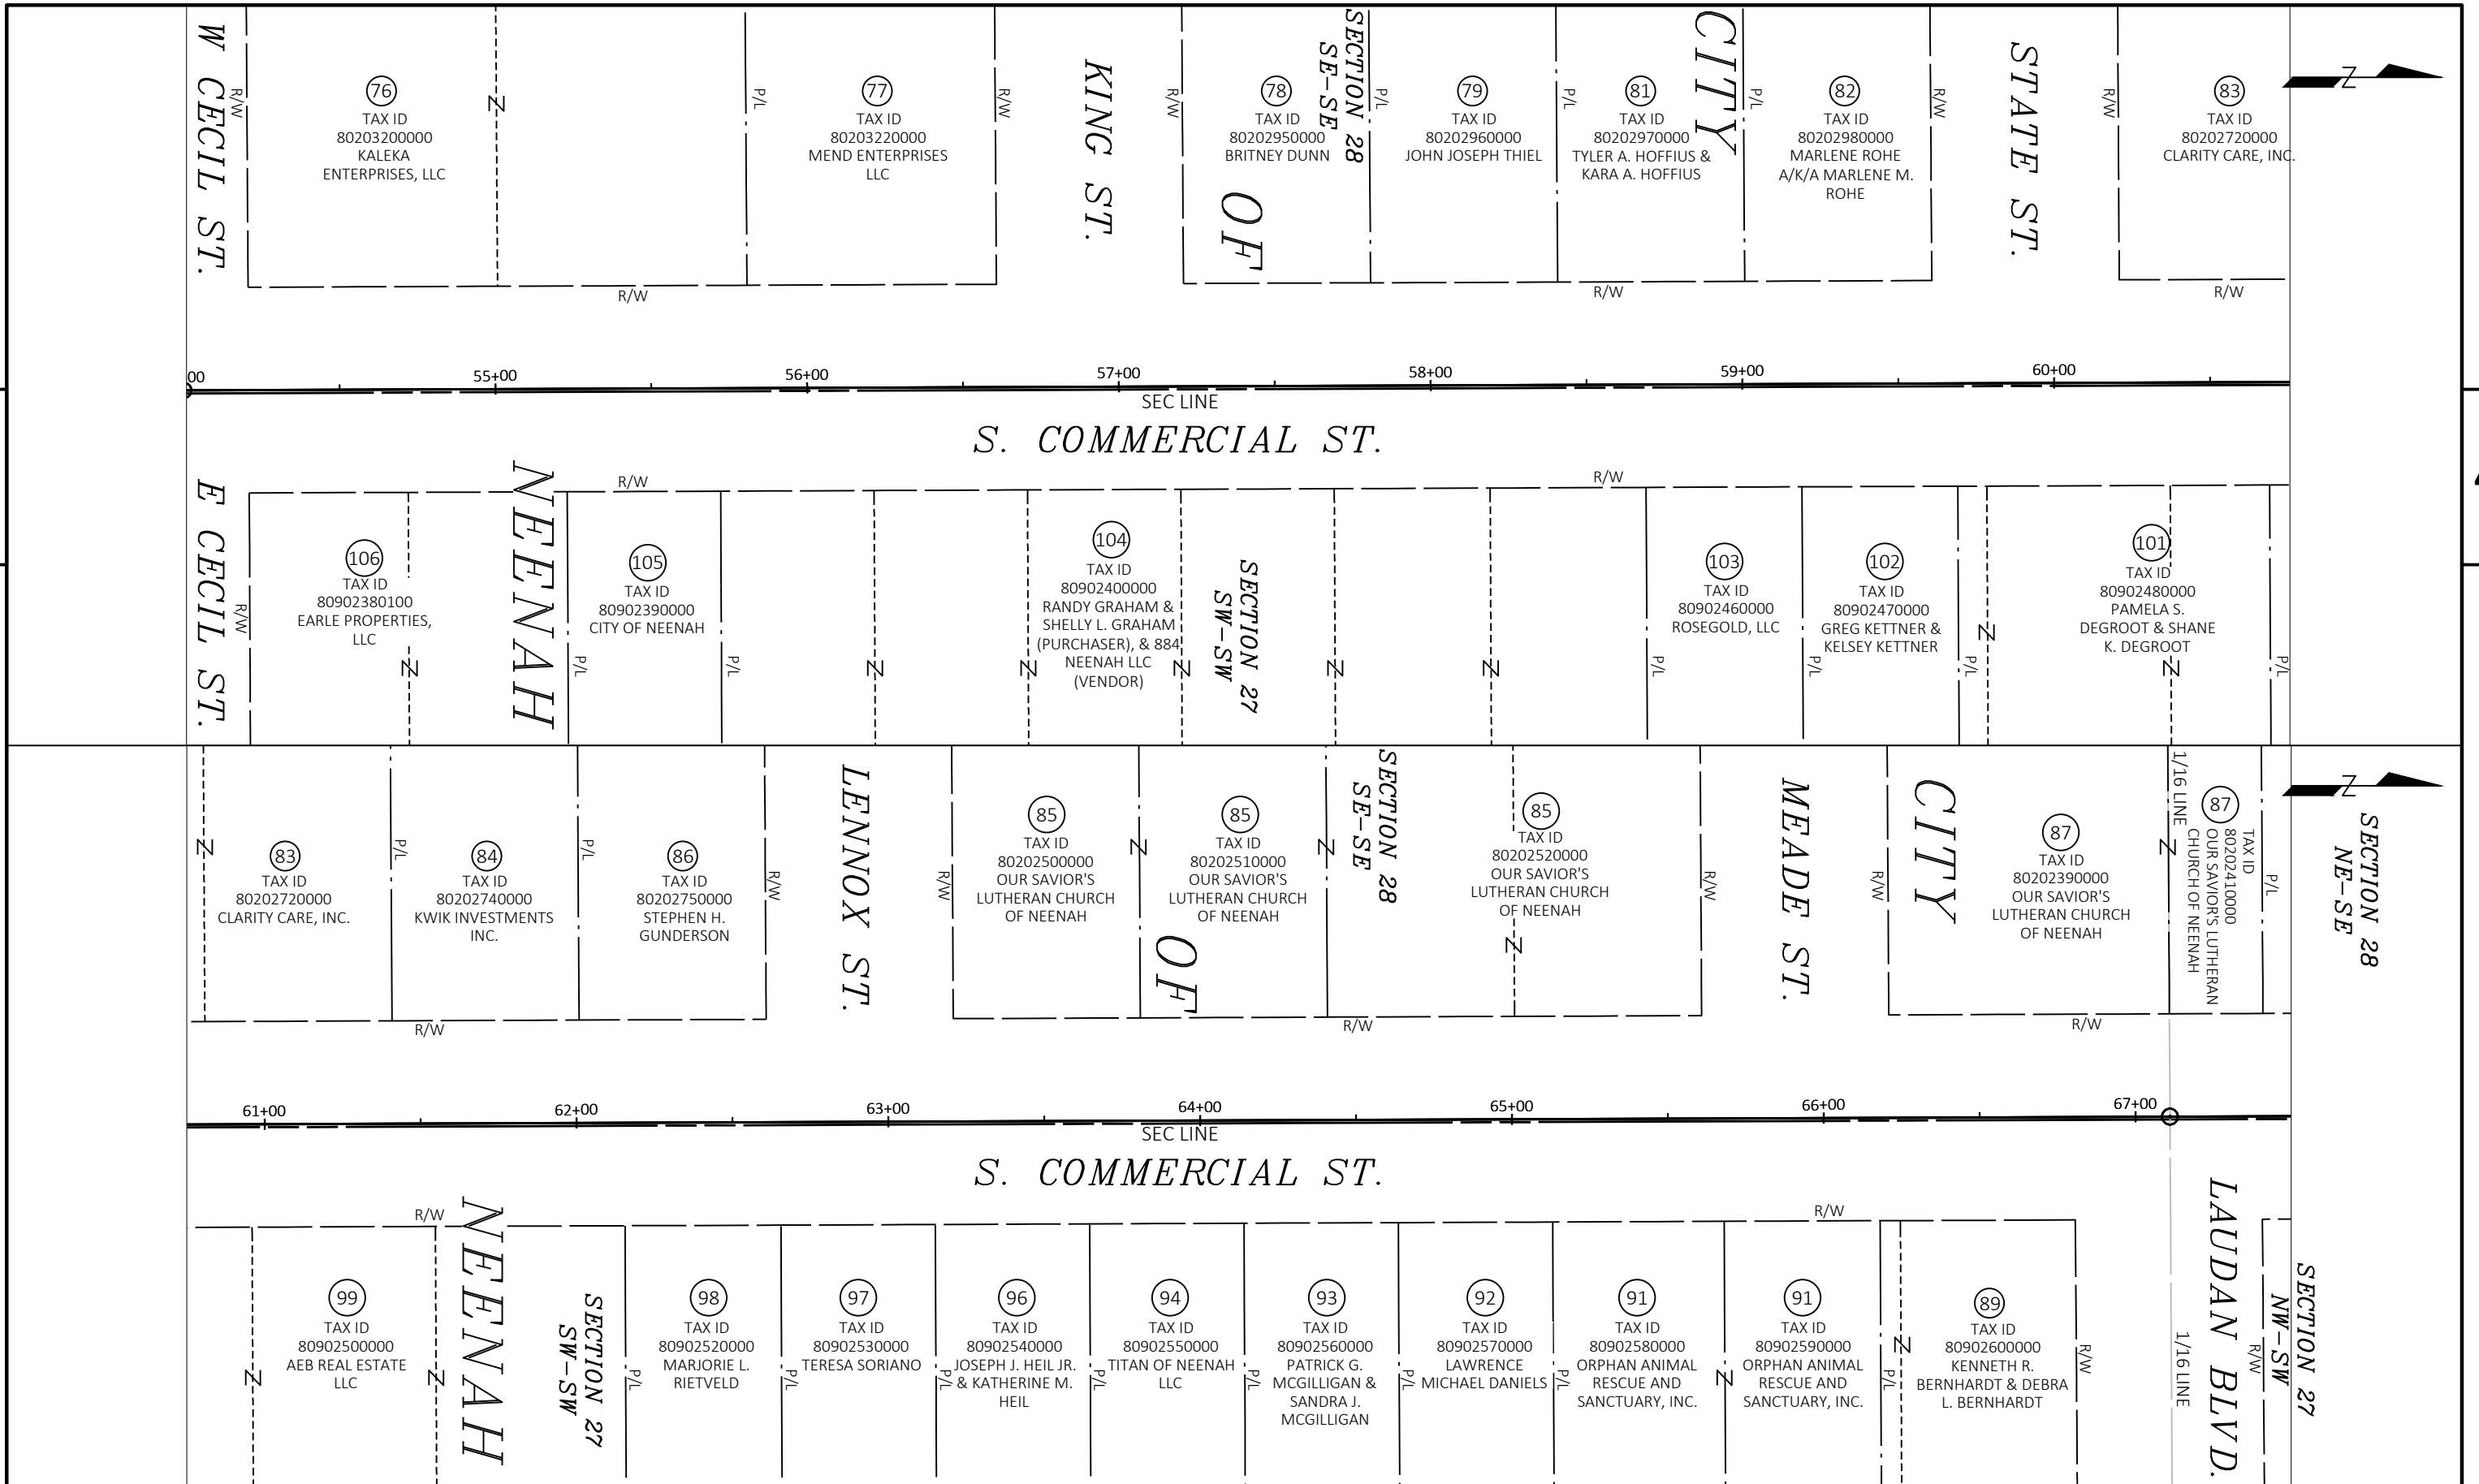 W CECIL ST.
R/W
76
TAX ID
80203200000
KALEKA
ENTERPRISES, LLC
Z
P/L
77
TAX ID
80203220000
MEND ENTERPRISES
LLC
R/W
KING ST.
R/W
78
TAX ID
80202950000
BRITNEY DUNN
SECTION 28
SE-SE
P/L
OF
79
TAX ID
80202960000
JOHN JOSEPH THIEL
P/L
81
TAX ID
80202970000
TYLER A. HOFFIUS &
KARA A. HOFFIUS
CITY
P/L
82
TAX ID
80202980000
MARLENE ROHE
A/K/A MARLENE M.
ROHE
R/W
STATE ST.
R/W
83
TAX ID
80202720000
CLARITY CARE, INC.
Z
R/W
R/W
R/W
00
55+00
56+00
57+00
58+00
59+00
60+00
SEC LINE
S. COMMERCIAL ST.
R/W
R/W
E CECIL ST.
R/W
106
TAX ID
80902380100
EARLE PROPERTIES,
LLC
Z
NEENAH
P/L
105
TAX ID
80902390000
CITY OF NEENAH
P/L
Z
Z
104
TAX ID
80902400000
RANDY GRAHAM &
SHELLY L. GRAHAM
(PURCHASER), & 884
NEENAH LLC
(VENDOR)
Z
SECTION 27
SW-SW
Z
Z
P/L
103
TAX ID
80902460000
ROSEGOLD, LLC
P/L
102
TAX ID
80902470000
GREG KETTNER &
KELSEY KETTNER
P/L
Z
101
TAX ID
80902480000
PAMELA S.
DEGROOT & SHANE
K. DEGROOT
Z
P/L
Z
83
TAX ID
80202720000
CLARITY CARE, INC.
P/L
84
TAX ID
80202740000
KWIK INVESTMENTS
INC.
P/L
86
TAX ID
80202750000
STEPHEN H.
GUNDERSON
R/W
LENNOX ST.
R/W
85
TAX ID
80202500000
OUR SAVIOR'S
LUTHERAN CHURCH
OF NEENAH
Z
OF
85
TAX ID
80202510000
OUR SAVIOR'S
LUTHERAN CHURCH
OF NEENAH
Z
SECTION 28
SE-SE
85
TAX ID
80202520000
OUR SAVIOR'S
LUTHERAN CHURCH
OF NEENAH
Z
R/W
MEADE ST.
R/W
CITY
87
TAX ID
80202390000
OUR SAVIOR'S
LUTHERAN CHURCH
OF NEENAH
Z
1/16 LINE
87
TAX ID
80202410000
OUR SAVIOR'S LUTHERAN
CHURCH OF NEENAH
P/L
Z
SECTION 28
NE-SE
R/W
R/W
R/W
61+00
62+00
63+00
64+00
65+00
66+00
67+00
SEC LINE
S. COMMERCIAL ST.
R/W
R/W
Z
99
TAX ID
80902500000
AEB REAL ESTATE
LLC
Z
NEENAH
SECTION 27
SW-SW
P/L
98
TAX ID
80902520000
MARJORIE L.
RIETVELD
P/L
97
TAX ID
80902530000
TERESA SORIANO
P/L
96
TAX ID
80902540000
JOSEPH J. HEIL JR.
& KATHERINE M.
HEIL
P/L
94
TAX ID
80902550000
TITAN OF NEENAH
LLC
P/L
93
TAX ID
80902560000
PATRICK G.
MCGILLIGAN &
SANDRA J.
MCGILLIGAN
P/L
92
TAX ID
80902570000
LAWRENCE
MICHAEL DANIELS
P/L
91
TAX ID
80902580000
ORPHAN ANIMAL
RESCUE AND
SANCTUARY, INC.
Z
91
TAX ID
80902590000
ORPHAN ANIMAL
RESCUE AND
SANCTUARY, INC.
P/L
Z
89
TAX ID
80902600000
KENNETH R.
BERNHARDT & DEBRA
L. BERNHARDT
R/W
1/16 LINE
LAUDAN BLVD.
R/W
SECTION 27
NW-SW